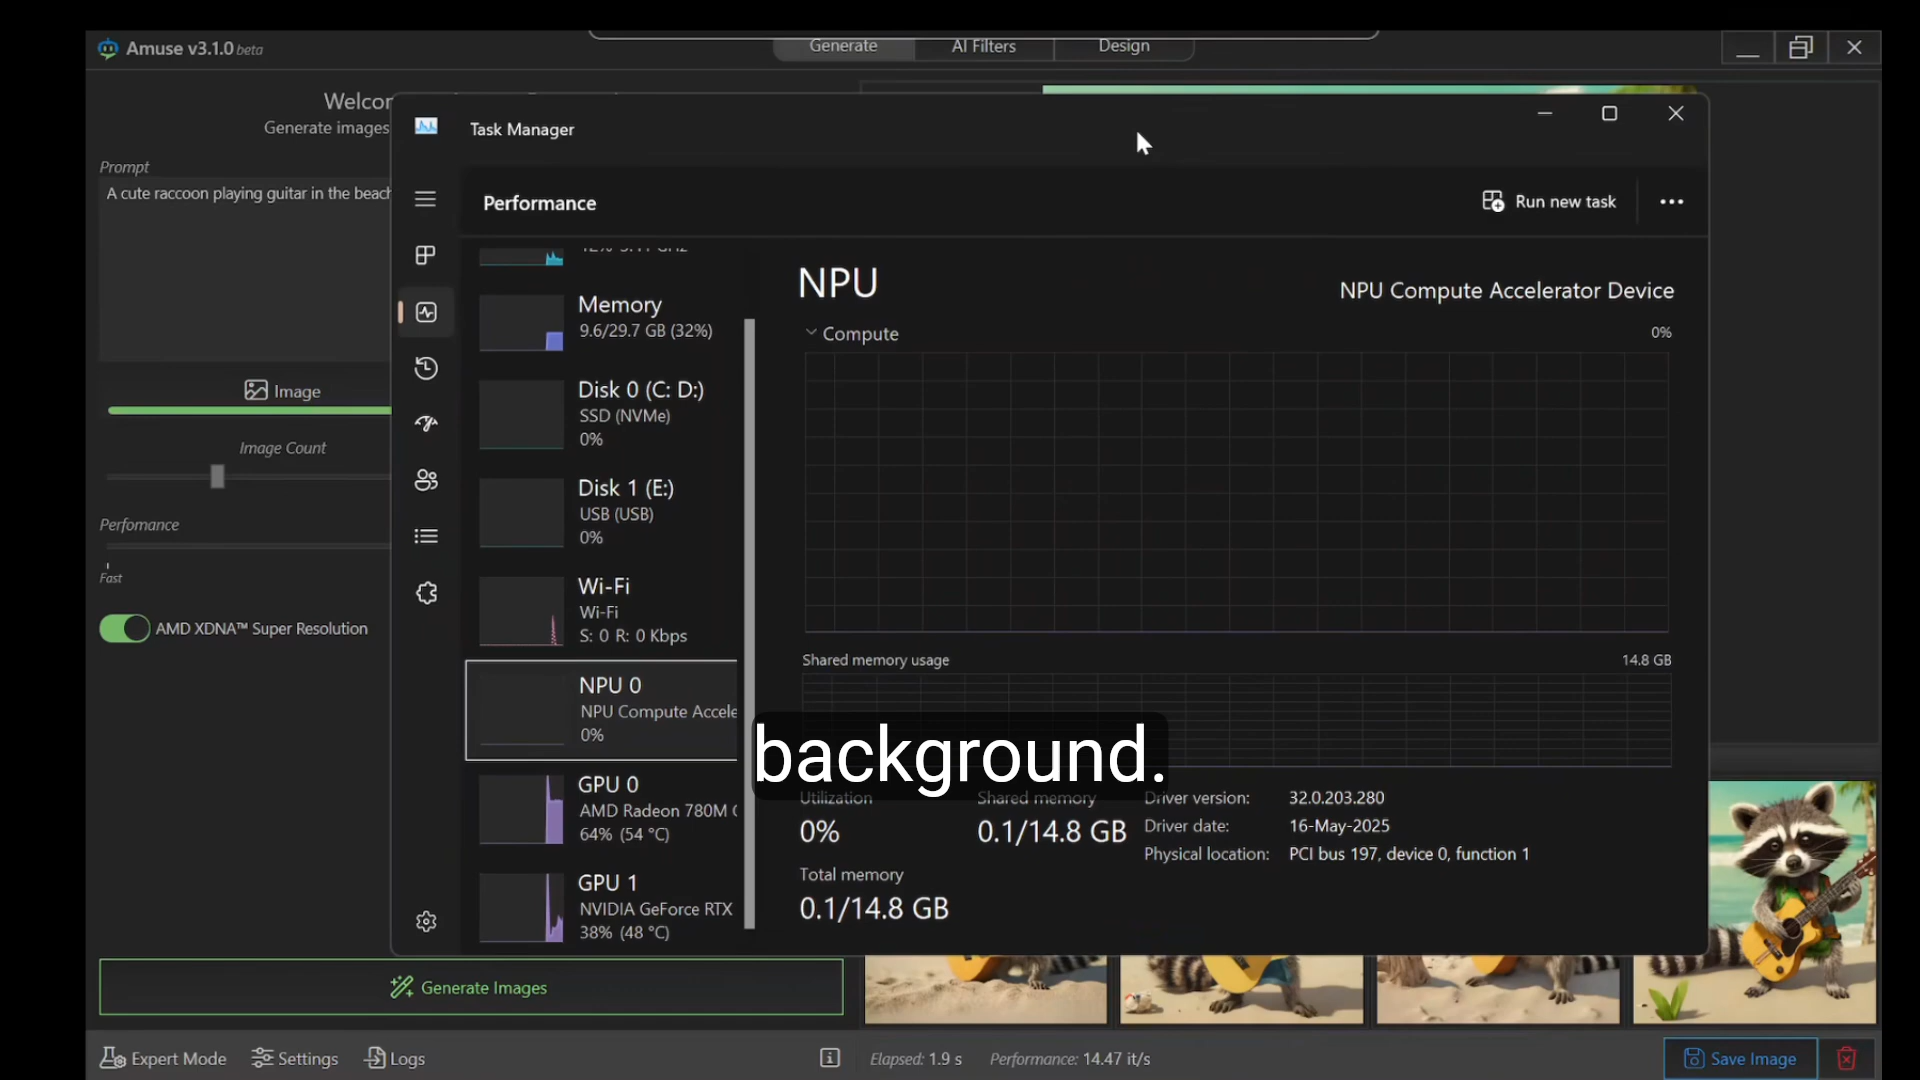 Amuse v3.1.0 beta
Generate
AI Filters
Design
Generate images
Prompt
A cute raccoon playing guitar in the beach
Image
Image Count
Perfomance
Fast
AMD XDNA™ Super Resolution
Generate Images
Expert Mode
Settings
Logs
Task Manager
Performance
Run new task
Memory
9.6/29.7 GB (32%)
Disk 0 (C: D:)
SSD (NVMe)
0%
Disk 1 (E:)
USB (USB)
0%
Wi-Fi
Wi-Fi
S: 0 R: 0 Kbps
NPU 0
NPU Compute Accele
0%
GPU 0
AMD Radeon 780M
64% (54 °C)
GPU 1
NVIDIA GeForce RTX
38% (48 °C)
NPU
NPU Compute Accelerator Device
Compute
0%
Shared memory usage
14.8 GB
background.
Utilization
Shared memory
0%
0.1/14.8 GB
Total memory
0.1/14.8 GB
Driver version:
32.0.203.280
Driver date:
16-May-2025
Physical location:
PCI bus 197, device 0, function 1
Elapsed: 1.9 s
Performance: 14.47 it/s
Save Image